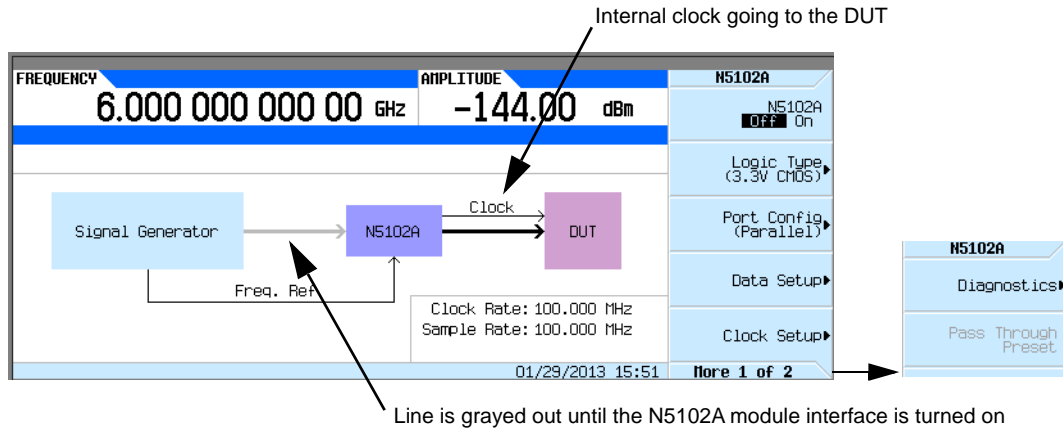 Internal clock going to the DUT
FREQUENCY
6.000 000 000 00 GHz
AMPLITUDE
-144.00 dBm
N5102A
N5102A
Off On
Logic Type
(3.3V CMOS)
Port Config
(Parallel)
Data Setup
Clock Setup
More 1 of 2
Signal Generator
N5102A
Clock
DUT
Freq. Ref
Clock Rate: 100.000 MHz
Sample Rate: 100.000 MHz
01/29/2013 15:51
N5102A
Diagnostics
Pass Through
Preset
Line is grayed out until the N5102A module interface is turned on